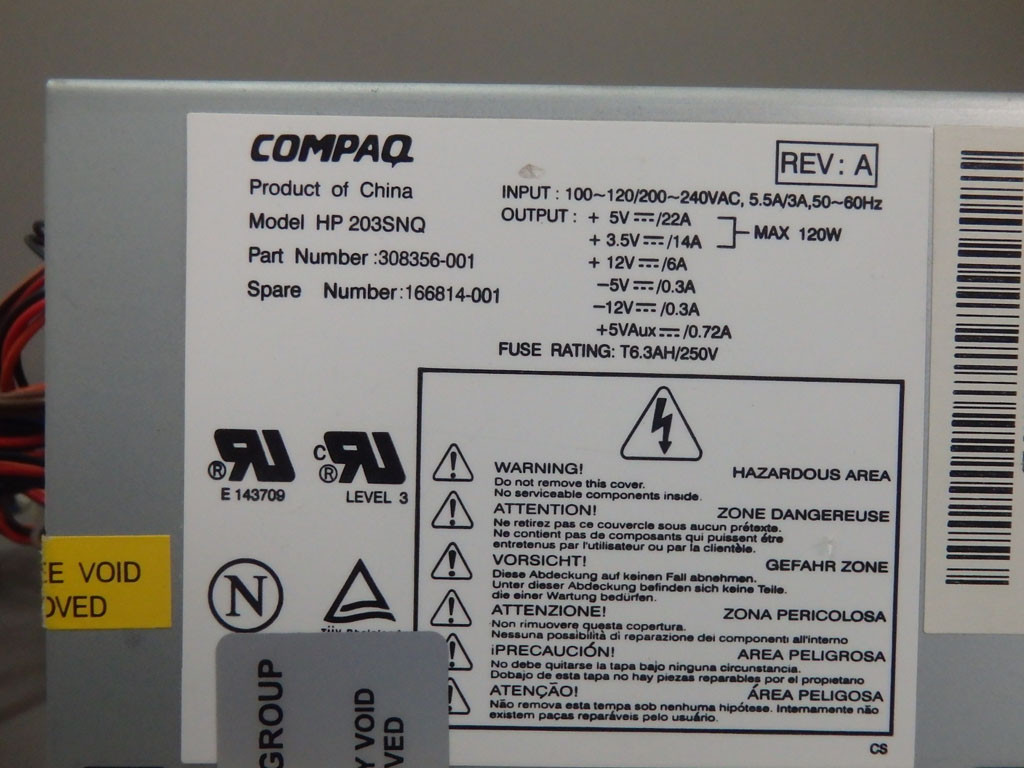 COMPAQ
REV: A
Product of China
Model HP 203SNQ
Part Number :308356-001
Spare Number:166814-001
INPUT : 100~120/200~240VAC, 5.5A/3A,50~60Hz
OUTPUT : + 5V⎓/22A
+ 3.5V⎓/14A
MAX 120W
+ 12V⎓/6A
−5V⎓/0.3A
−12V⎓/0.3A
+5VAux⎓/0.72A
FUSE RATING: T6.3AH/250V
E 143709
LEVEL 3
N
WARNING!
HAZARDOUS AREA
Do not remove this cover.
No serviceable components inside.
ATTENTION!
ZONE DANGEREUSE
Ne retirez pas ce couvercle sous aucun prétexte.
Ne contient pas de composants qui puissent étre
entretenus par l'utilisateur ou par la clientèle.
VORSICHT!
GEFAHR ZONE
Diese Abdeckung auf keinen Fall abnehmen.
Unter dieser Abdeckung befinden sich keine Teile.
die einer Wartung bedürfen.
ATTENZIONE!
ZONA PERICOLOSA
Non rimuovere questa copertura.
Nessuna possibilità di reparazione dei componenti all'interno
¡PRECAUCIÓN!
AREA PELIGROSA
No debe quitarse la tapa bajo ninguna circunstancia.
Dobajo de esta tapa no hay piezas reparables por el propietano
ATENÇÃO!
ÁREA PELIGOSA
Não remova esta tempa sob nenhuma hipótese. Internamente não
existem paças reparáveis pelo usuário.
CS
VOID
GROUP
VOID